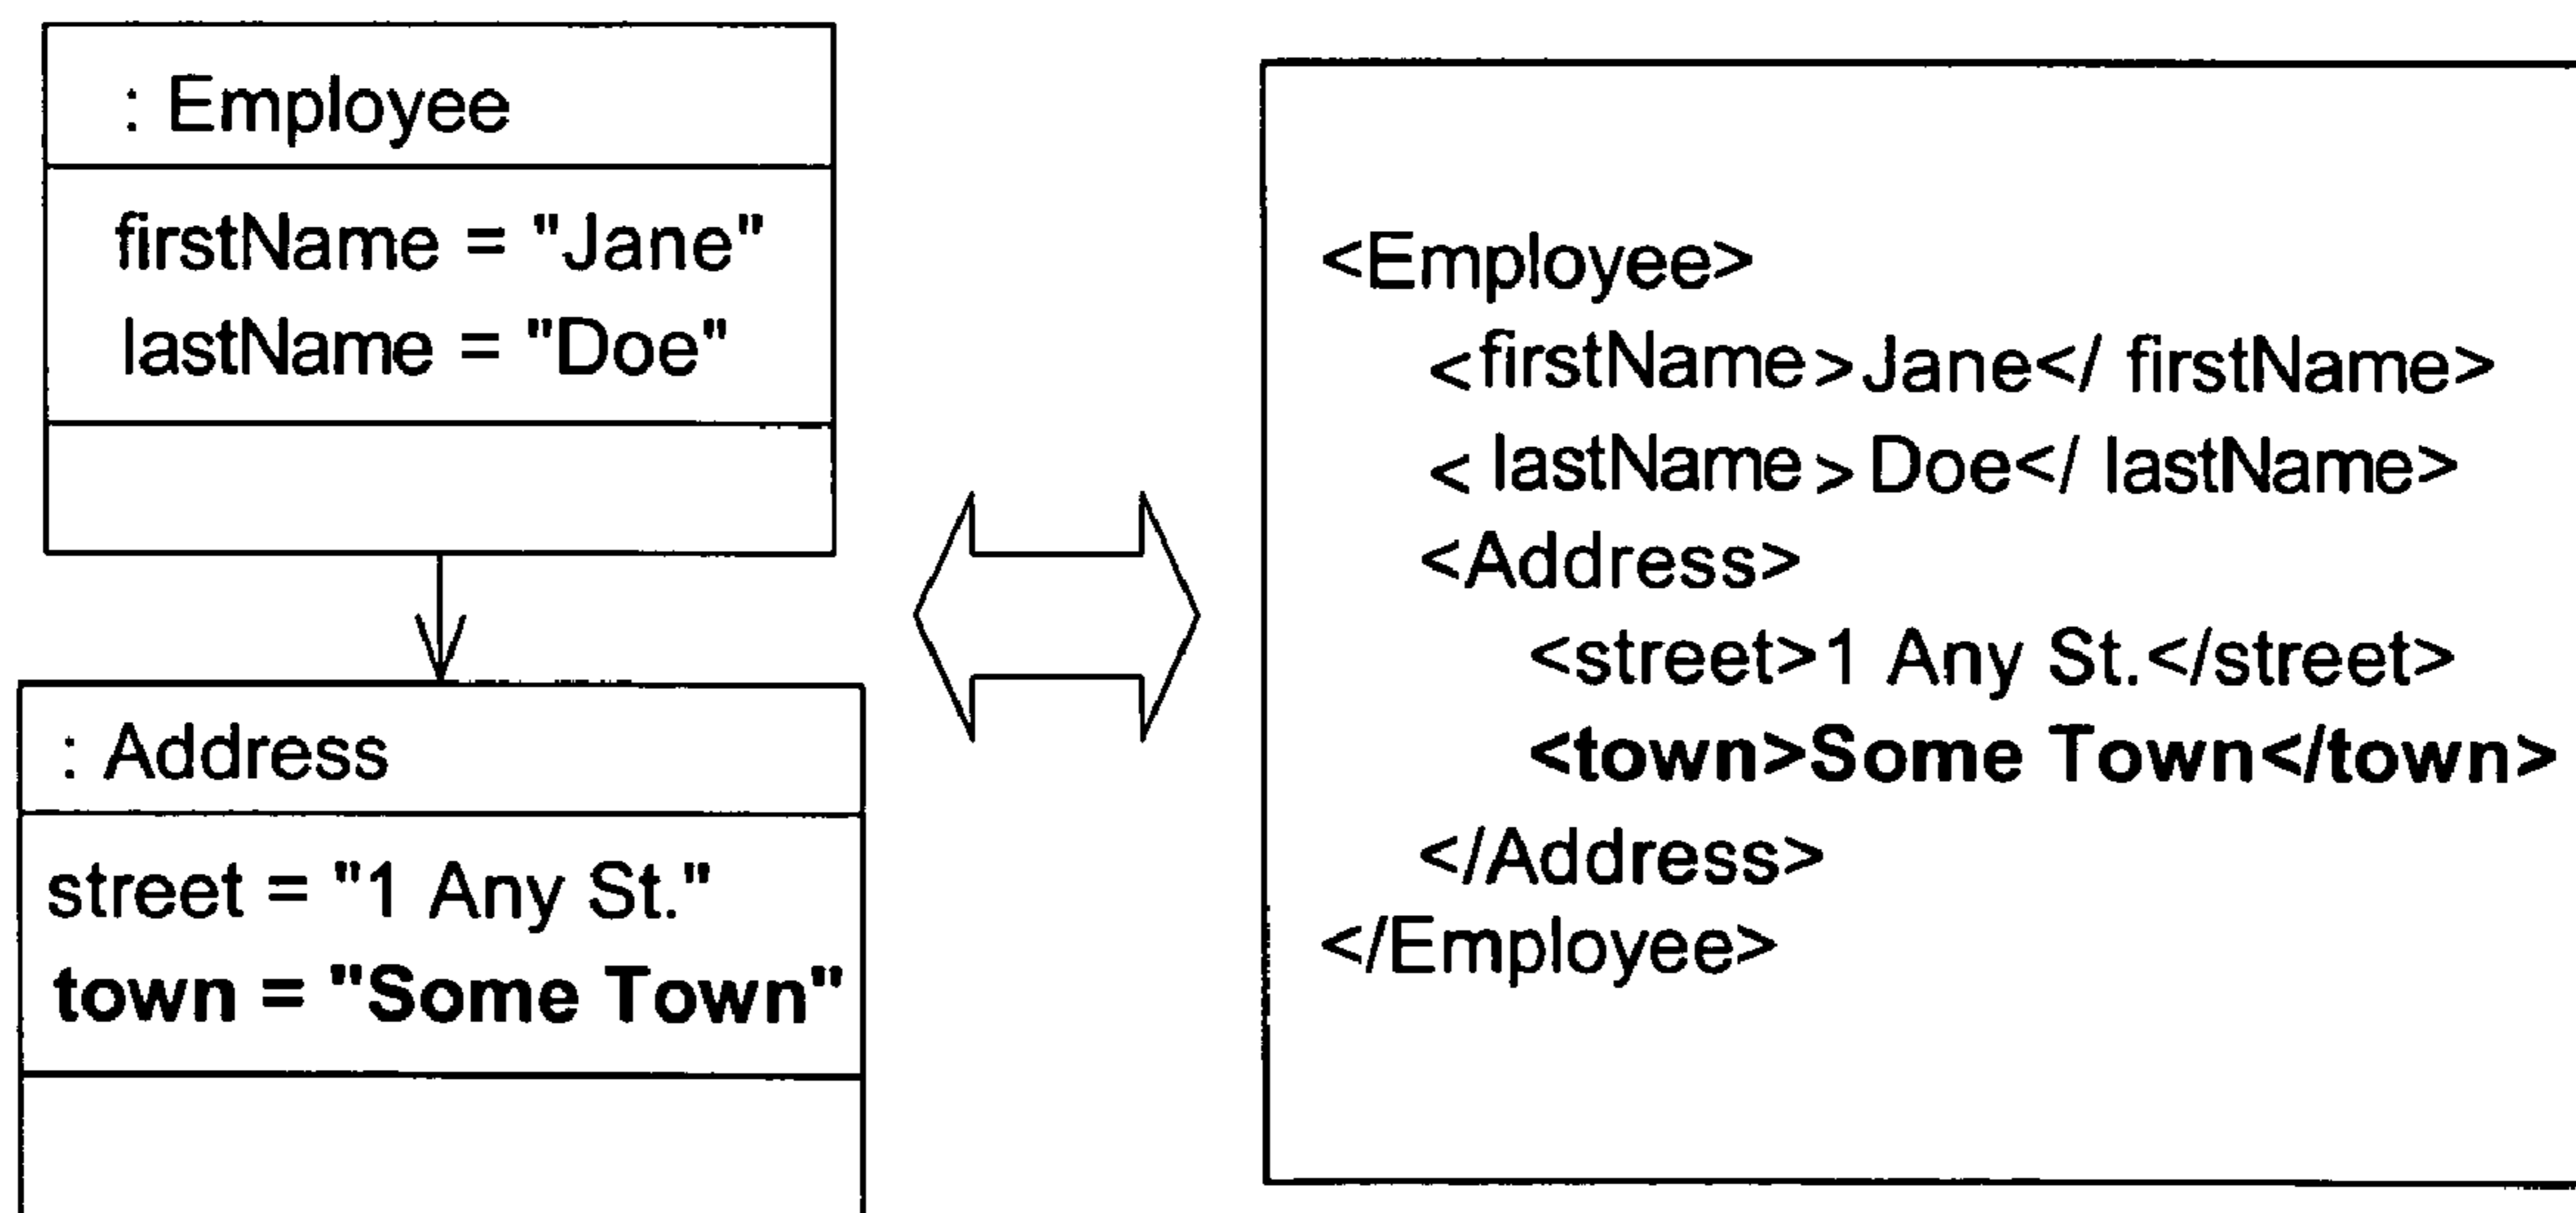 : Employee
firstName = "Jane"
lastName = "Doe"
: Address
street = "1 Any St."
town = "Some Town"
<Employee>
<firstName>Jane</ firstName>
< lastName>Doe</ lastName>
<Address>
<street>1 Any St.</street>
<town>Some Town</town>
</Address>
</Employee>